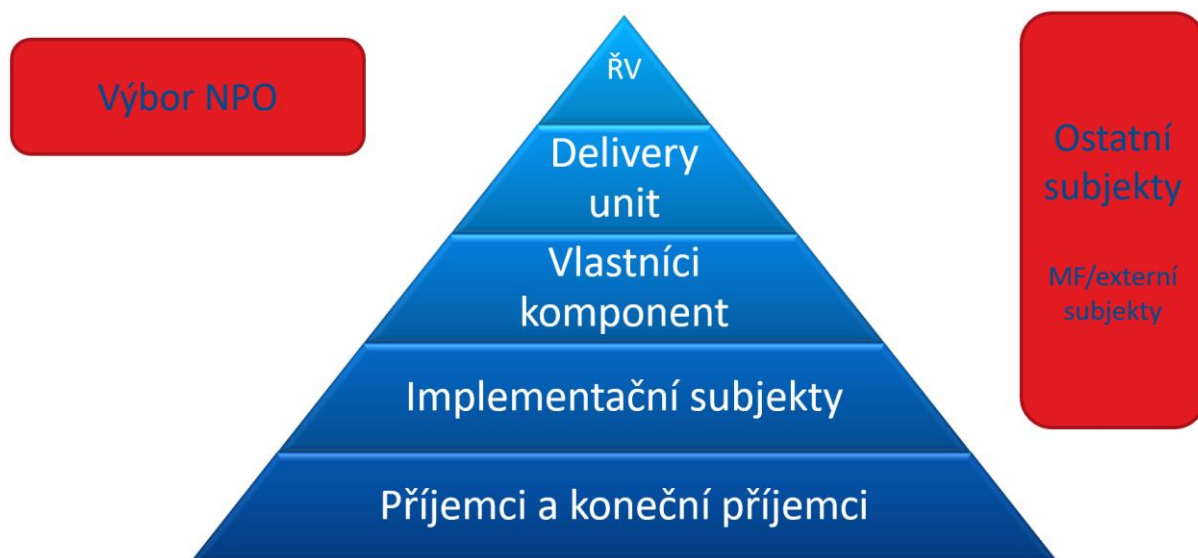 Výbor NPO
ŘV
Delivery
unit
Vlastníci
komponent
Implementační subjekty
Příjemci a koneční příjemci
Ostatní
subjekty
MF/externí
subjekty